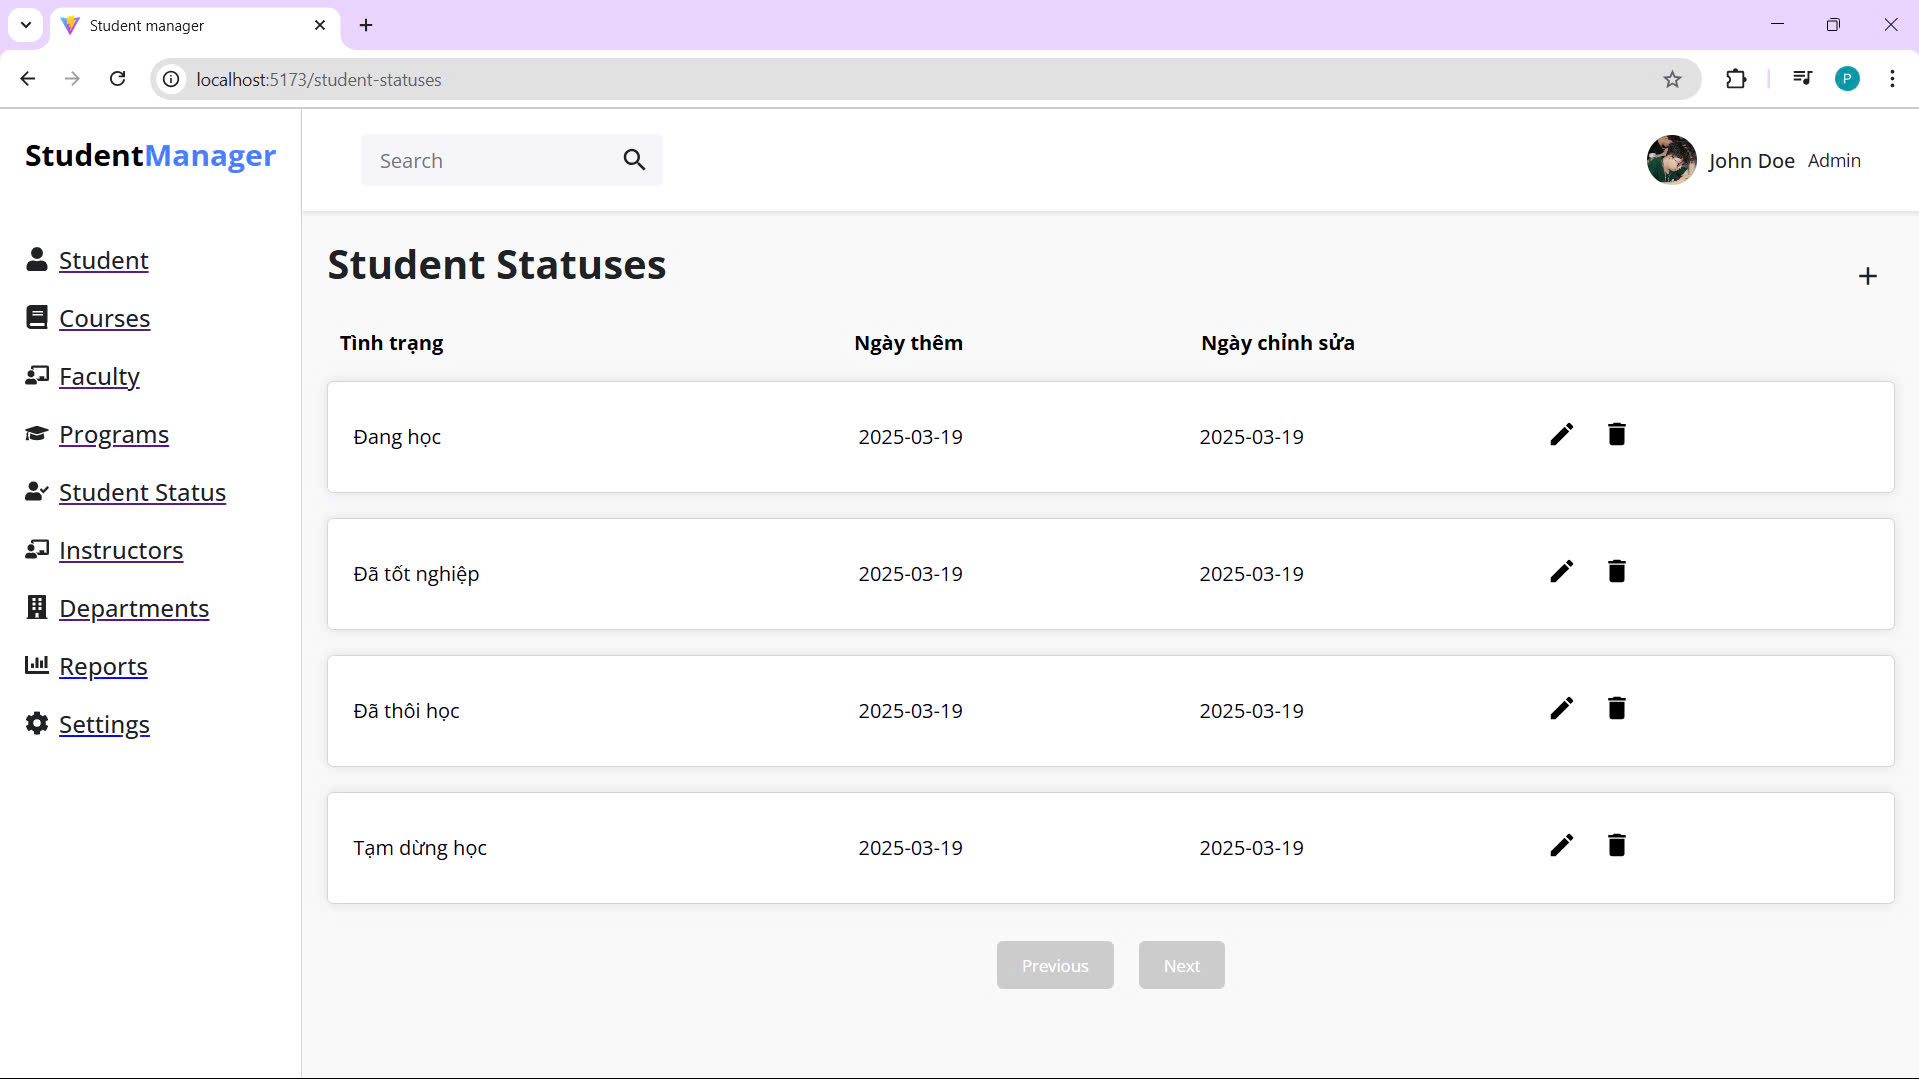 Student manager
localhost:5173/student-statuses
P
StudentManager
Search
John Doe Admin
Student
Courses
Faculty
Programs
Student Status
Instructors
Departments
Reports
Settings
Student Statuses
Tình trạng Ngày thêm Ngày chỉnh sửa
Đang học 2025-03-19 2025-03-19
Đã tốt nghiệp 2025-03-19 2025-03-19
Đã thôi học 2025-03-19 2025-03-19
Tạm dừng học 2025-03-19 2025-03-19
Previous Next